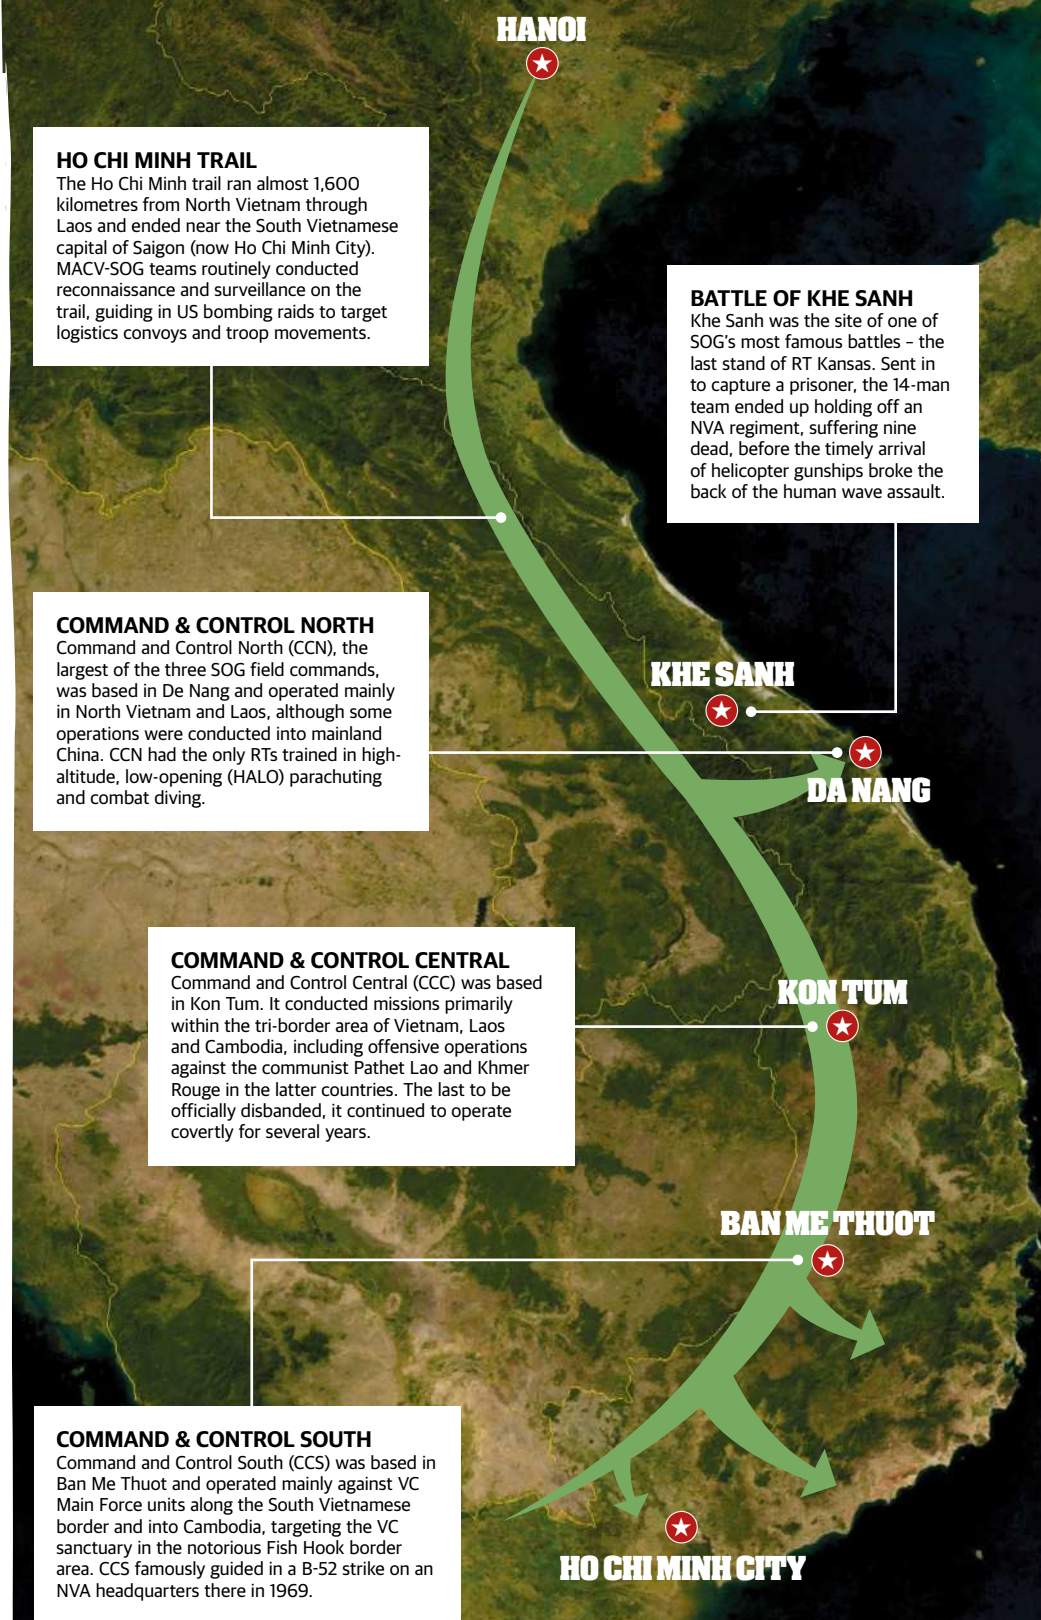 HANOI
HO CHI MINH TRAIL
The Ho Chi Minh trail ran almost 1,600
kilometres from North Vietnam through
Laos and ended near the South Vietnamese
capital of Saigon (now Ho Chi Minh City).
MACV-SOG teams routinely conducted
reconnaissance and surveillance on the
trail, guiding in US bombing raids to target
logistics convoys and troop movements.
BATTLE OF KHE SANH
Khe Sanh was the site of one of
SOG's most famous battles – the
last stand of RT Kansas. Sent in
to capture a prisoner, the 14-man
team ended up holding off an
NVA regiment, suffering nine
dead, before the timely arrival
of helicopter gunships broke the
back of the human wave assault.
COMMAND & CONTROL NORTH
Command and Control North (CCN), the
largest of the three SOG field commands,
was based in De Nang and operated mainly
in North Vietnam and Laos, although some
operations were conducted into mainland
China. CCN had the only RTs trained in high-
altitude, low-opening (HALO) parachuting
and combat diving.
KHE SANH
DA NANG
COMMAND & CONTROL CENTRAL
Command and Control Central (CCC) was based
in Kon Tum. It conducted missions primarily
within the tri-border area of Vietnam, Laos
and Cambodia, including offensive operations
against the communist Pathet Lao and Khmer
Rouge in the latter countries. The last to be
officially disbanded, it continued to operate
covertly for several years.
KON TUM
BAN ME THUOT
COMMAND & CONTROL SOUTH
Command and Control South (CCS) was based in
Ban Me Thuot and operated mainly against VC
Main Force units along the South Vietnamese
border and into Cambodia, targeting the VC
sanctuary in the notorious Fish Hook border
area. CCS famously guided in a B-52 strike on an
NVA headquarters there in 1969.
HO CHI MINH CITY